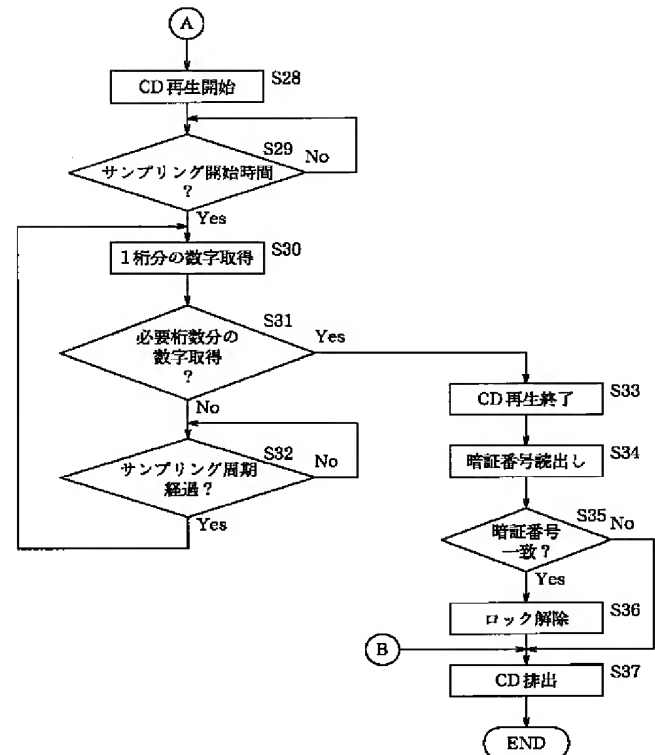 A
CD再生開始
S28
S29
No
サンプリング開始時間
?
Yes
1桁分の数字取得
S30
S31
必要桁数分の
数字取得
?
Yes
No
S32
サンプリング周期
経過?
No
Yes
CD再生終了
S33
暗証番号読出し
S34
S35
暗証番号
一致?
No
Yes
ロック解除
S36
B
CD排出
S37
END